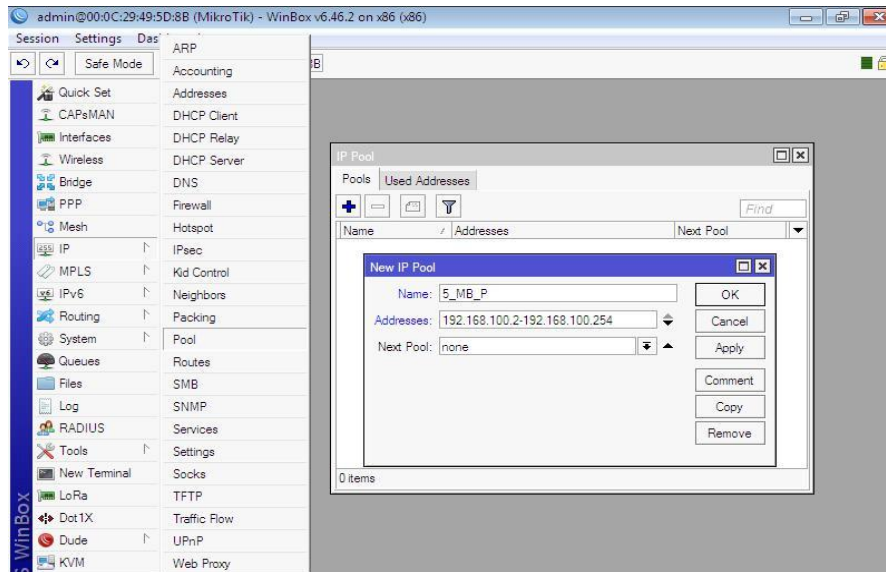 admin@00:0C:29:49:5D:8B (MikroTik) - WinBox v6.46.2 on x86 (x86)
Session Settings Das
Safe Mode
3B
Quick Set
CAPsMAN
Interfaces
Wireless
Bridge
PPP
Mesh
IP
MPLS
IPv6
Routing
System
Queues
Files
Log
RADIUS
Tools
New Terminal
LoRa
Dot1X
Dude
KVM
S WinBox
ARP
Accounting
Addresses
DHCP Client
DHCP Relay
DHCP Server
DNS
Firewall
Hotspot
IPsec
Kid Control
Neighbors
Packing
Pool
Routes
SMB
SNMP
Services
Settings
Socks
TFTP
Traffic Flow
UPnP
Web Proxy
IP Pool
Pools Used Addresses
Find
Name Addresses Next Pool
New IP Pool
Name: 5_MB_P
Addresses: 192.168.100.2-192.168.100.254
Next Pool: none
OK
Cancel
Apply
Comment
Copy
Remove
0 items